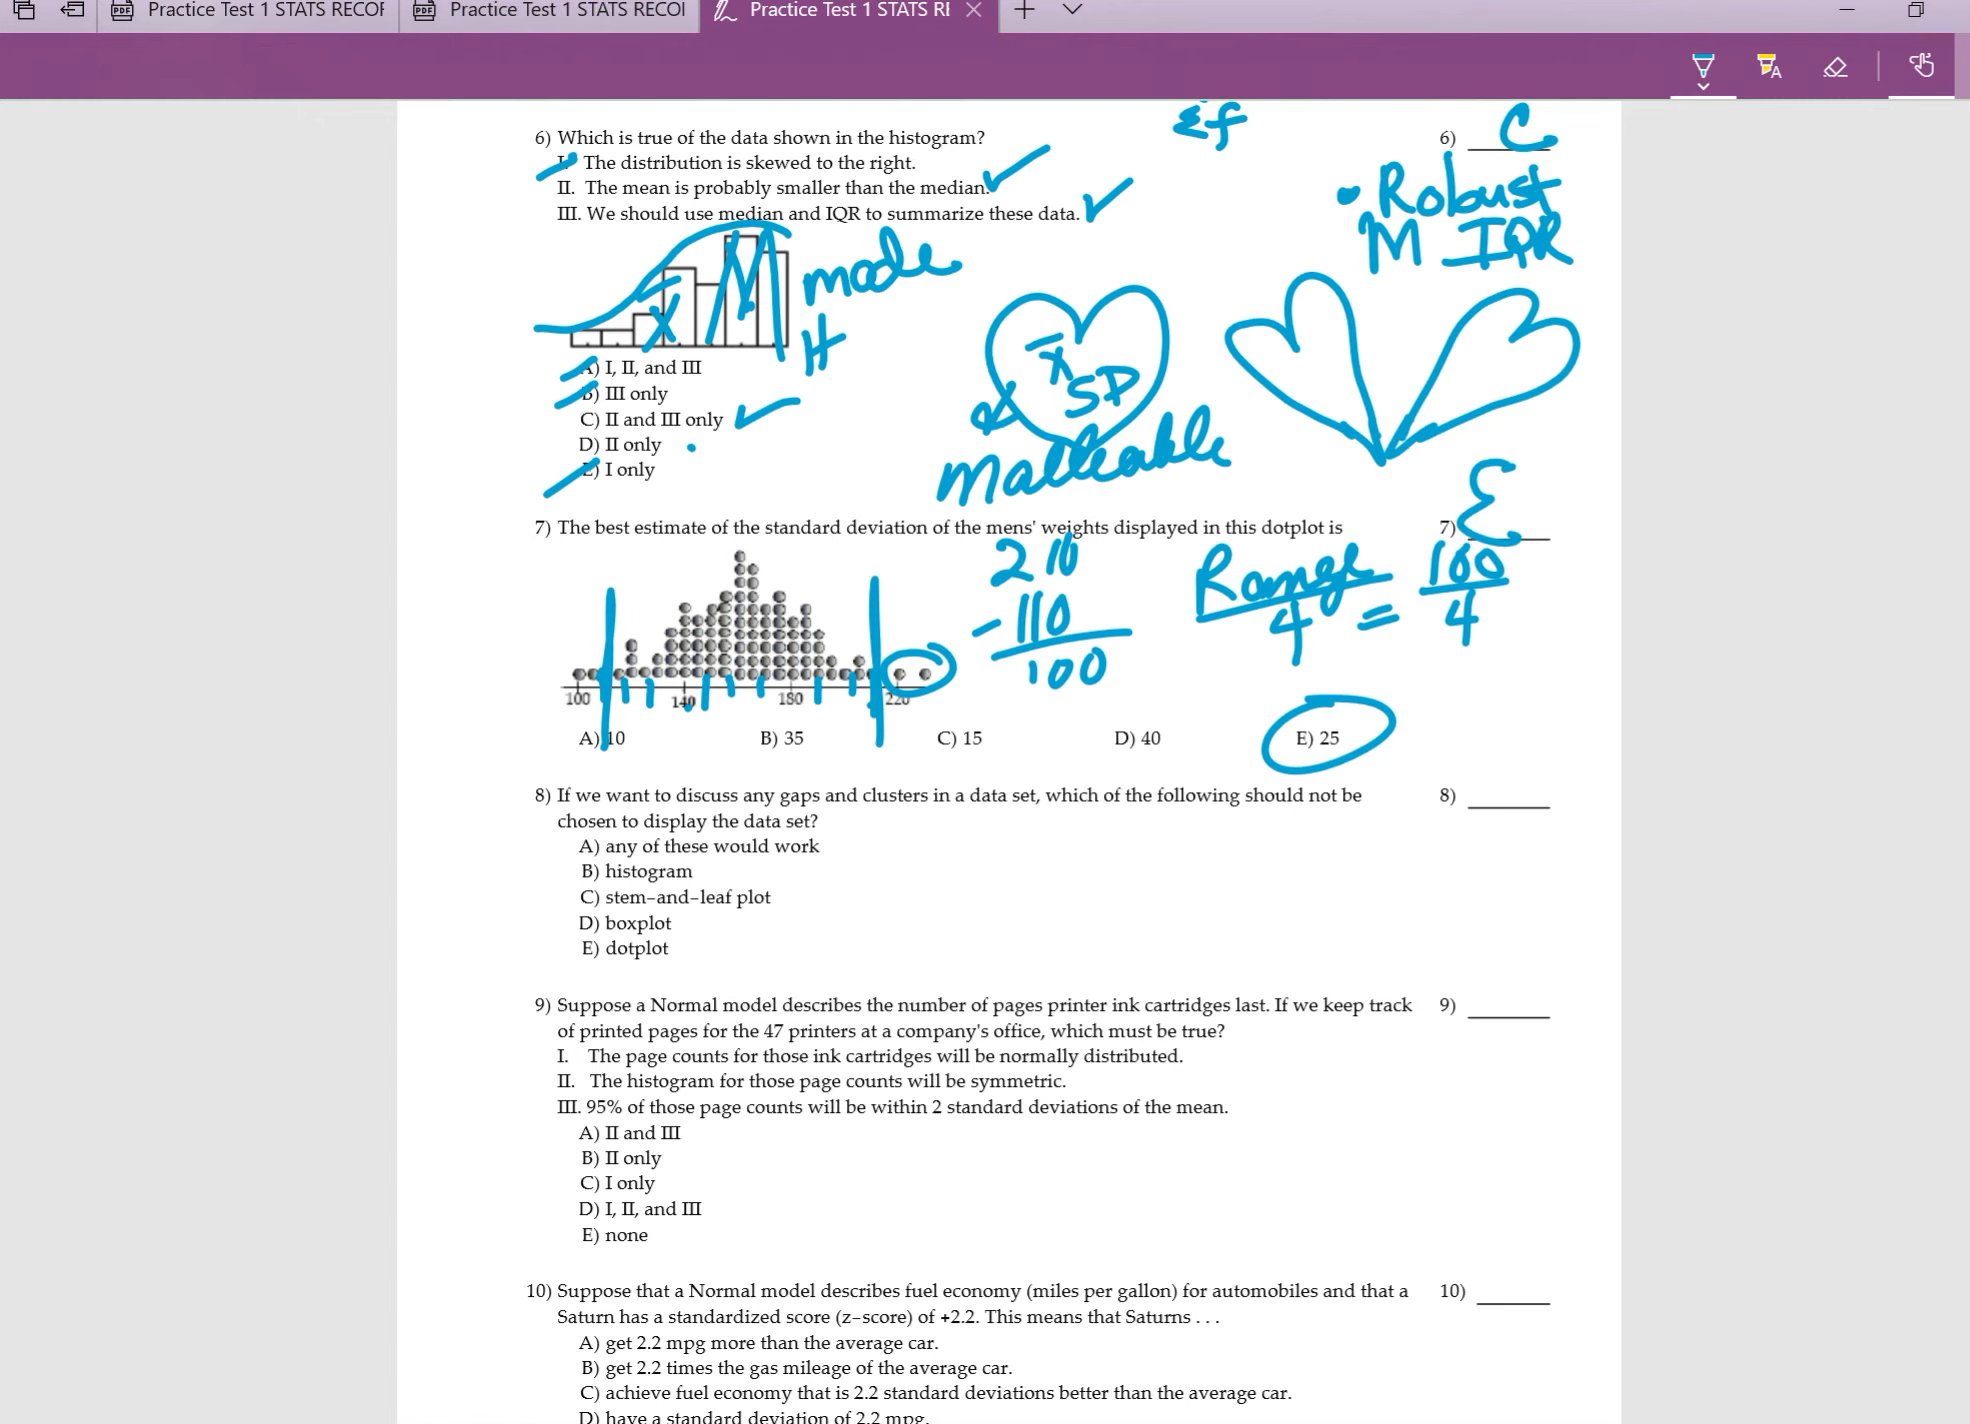 Practice Test 1 STATS RECOF
Practice Test 1 STATS RECOI
Practice Test 1 STATS RI
Σf
6) Which is true of the data shown in the histogram?
6) C
I. The distribution is skewed to the right.
II. The mean is probably smaller than the median.
III. We should use median and IQR to summarize these data.
• Robust
M IQR
mode
H
x
M
A) I, II, and III
B) III only
C) II and III only
D) II only
E) I only
x̄
SD
malleable
7) The best estimate of the standard deviation of the mens' weights displayed in this dotplot is
7) E
210
- 110
100
Range/4 = 100/4
100 140 180 220
A) 10 B) 35 C) 15 D) 40 E) 25
8) If we want to discuss any gaps and clusters in a data set, which of the following should not be
8)
chosen to display the data set?
A) any of these would work
B) histogram
C) stem-and-leaf plot
D) boxplot
E) dotplot
9) Suppose a Normal model describes the number of pages printer ink cartridges last. If we keep track
9)
of printed pages for the 47 printers at a company's office, which must be true?
I. The page counts for those ink cartridges will be normally distributed.
II. The histogram for those page counts will be symmetric.
III. 95% of those page counts will be within 2 standard deviations of the mean.
A) II and III
B) II only
C) I only
D) I, II, and III
E) none
10) Suppose that a Normal model describes fuel economy (miles per gallon) for automobiles and that a
10)
Saturn has a standardized score (z-score) of +2.2. This means that Saturns . . .
A) get 2.2 mpg more than the average car.
B) get 2.2 times the gas mileage of the average car.
C) achieve fuel economy that is 2.2 standard deviations better than the average car.
D) have a standard deviation of 2.2 mpg.